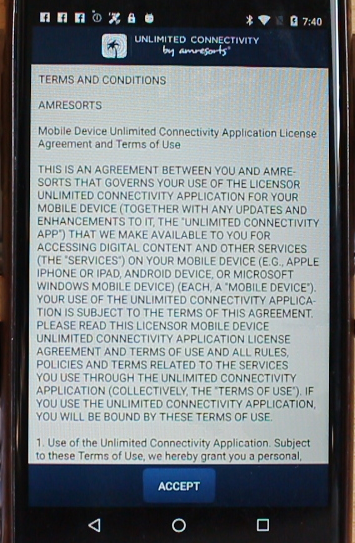 7:40
UNLIMITED CONNECTIVITY
by amresorts
TERMS AND CONDITIONS
AMRESORTS
Mobile Device Unlimited Connectivity Application License
Agreement and Terms of Use
THIS IS AN AGREEMENT BETWEEN YOU AND AMRE-
SORTS THAT GOVERNS YOUR USE OF THE LICENSOR
UNLIMITED CONNECTIVITY APPLICATION FOR YOUR
MOBILE DEVICE (TOGETHER WITH ANY UPDATES AND
ENHANCEMENTS TO IT, THE "UNLIMITED CONNECTIVITY
APP") THAT WE MAKE AVAILABLE TO YOU FOR
ACCESSING DIGITAL CONTENT AND OTHER SERVICES
(THE "SERVICES") ON YOUR MOBILE DEVICE (E.G., APPLE
IPHONE OR IPAD, ANDROID DEVICE, OR MICROSOFT
WINDOWS MOBILE DEVICE) (EACH, A "MOBILE DEVICE").
YOUR USE OF THE UNLIMITED CONNECTIVITY APPLICA-
TION IS SUBJECT TO THE TERMS OF THIS AGREEMENT.
PLEASE READ THIS LICENSOR MOBILE DEVICE
UNLIMITED CONNECTIVITY APPLICATION LICENSE
AGREEMENT AND TERMS OF USE AND ALL RULES,
POLICIES AND TERMS RELATED TO THE SERVICES
YOU USE THROUGH THE UNLIMITED CONNECTIVITY
APPLICATION (COLLECTIVELY, THE "TERMS OF USE"). IF
YOU USE THE UNLIMITED CONNECTIVITY APPLICATION,
YOU WILL BE BOUND BY THESE TERMS OF USE.
1. Use of the Unlimited Connectivity Application. Subject
to these Terms of Use, we hereby grant you a personal,
ACCEPT